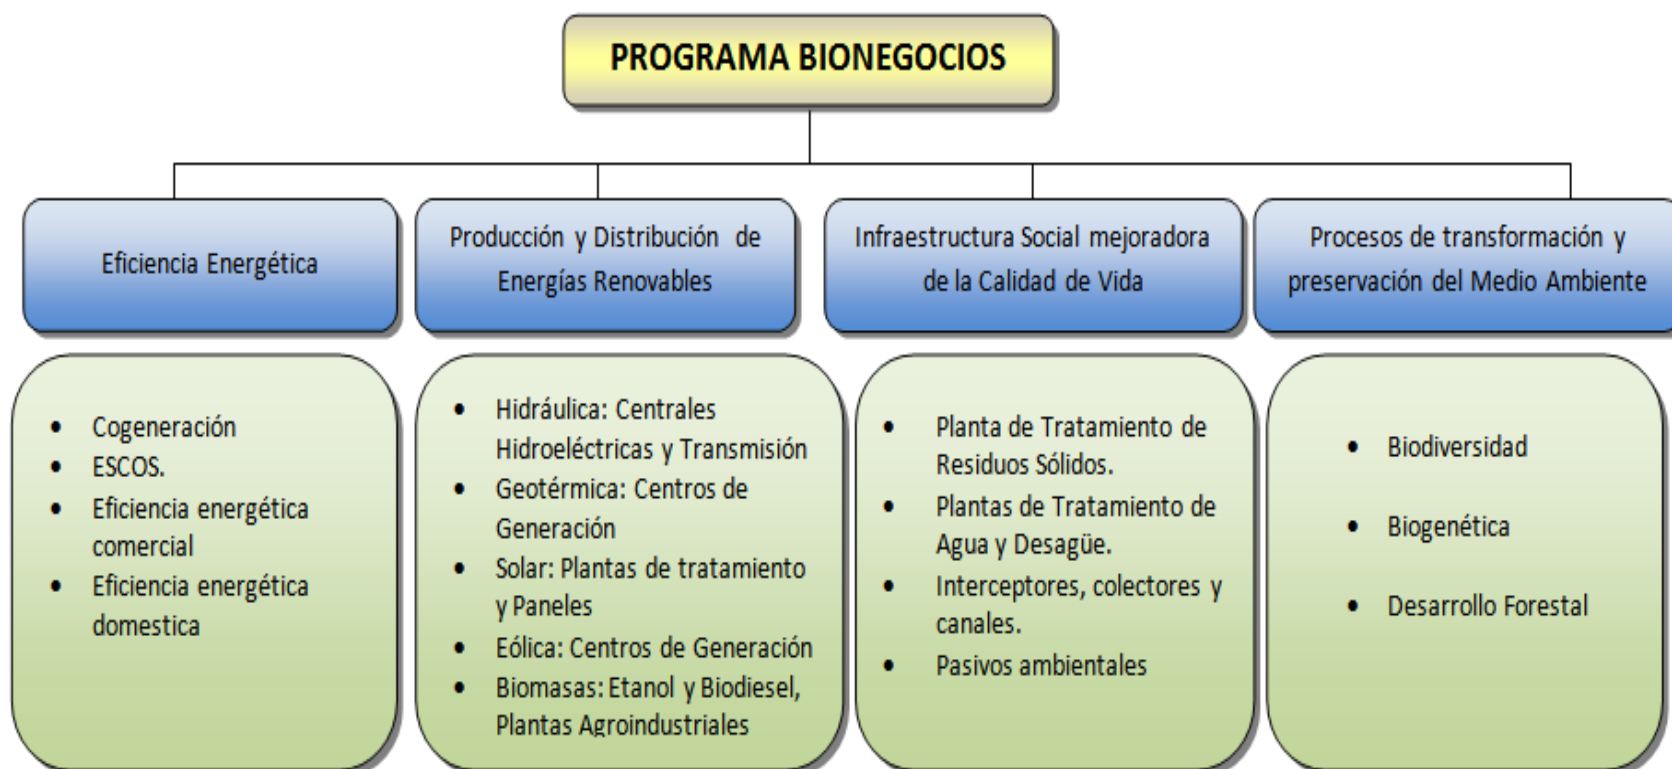 PROGRAMA BIONEGOCIOS
Eficiencia Energética
Producción y Distribución de
Energías Renovables
Infraestructura Social mejoradora
de la Calidad de Vida
Procesos de transformación y
preservación del Medio Ambiente
• Cogeneración
• ESCOS.
• Eficiencia energética
comercial
• Eficiencia energética
domestica
• Hidráulica: Centrales
Hidroeléctricas y Transmisión
• Geotérmica: Centros de
Generación
• Solar: Plantas de tratamiento
y Paneles
• Eólica: Centros de Generación
• Biomasas: Etanol y Biodiesel,
Plantas Agroindustriales
• Planta de Tratamiento de
Residuos Sólidos.
• Plantas de Tratamiento de
Agua y Desagüe.
• Interceptores, colectores y
canales.
• Pasivos ambientales
• Biodiversidad
• Biogenética
• Desarrollo Forestal